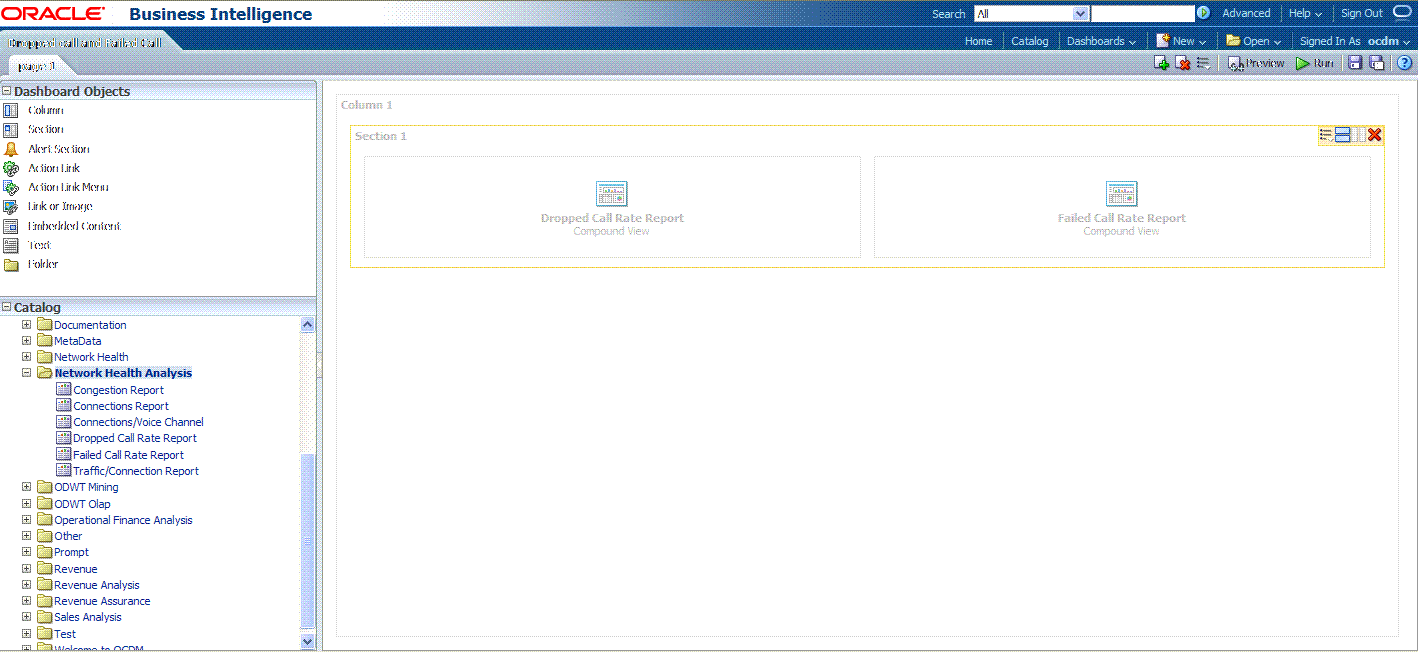 ORACLE Business Intelligence Search All Advanced Help Sign Out
Dropped call and Failed Call Home Catalog Dashboards New Open Signed In As ocdm
page 1 Preview Run
Dashboard Objects
Column
Section
Alert Section
Action Link
Action Link Menu
Link or Image
Embedded Content
Text
Folder
Catalog
Documentation
MetaData
Network Health
Network Health Analysis
Congestion Report
Connections Report
Connections/Voice Channel
Dropped Call Rate Report
Failed Call Rate Report
Traffic/Connection Report
ODWT Mining
ODWT Olap
Operational Finance Analysis
Other
Prompt
Revenue
Revenue Analysis
Revenue Assurance
Sales Analysis
Test
Welcome to OCDM
Column 1
Section 1
Dropped Call Rate Report
Compound View
Failed Call Rate Report
Compound View